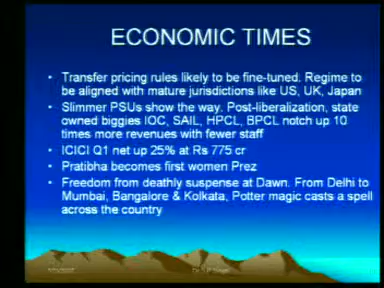 ECONOMIC TIMES
• Transfer pricing rules likely to be fine-tuned. Regime to
be aligned with mature jurisdictions like US, UK, Japan
• Slimmer PSUs show the way. Post-liberalization, state
owned biggies IOC, SAIL, HPCL, BPCL notch up 10
times more revenues with fewer staff
• ICICI Q1 net up 25% at Rs 775 cr
• Pratibha becomes first women Prez
• Freedom from deathly suspense at Dawn. From Delhi to
Mumbai, Bangalore & Kolkata, Potter magic casts a spell
across the country